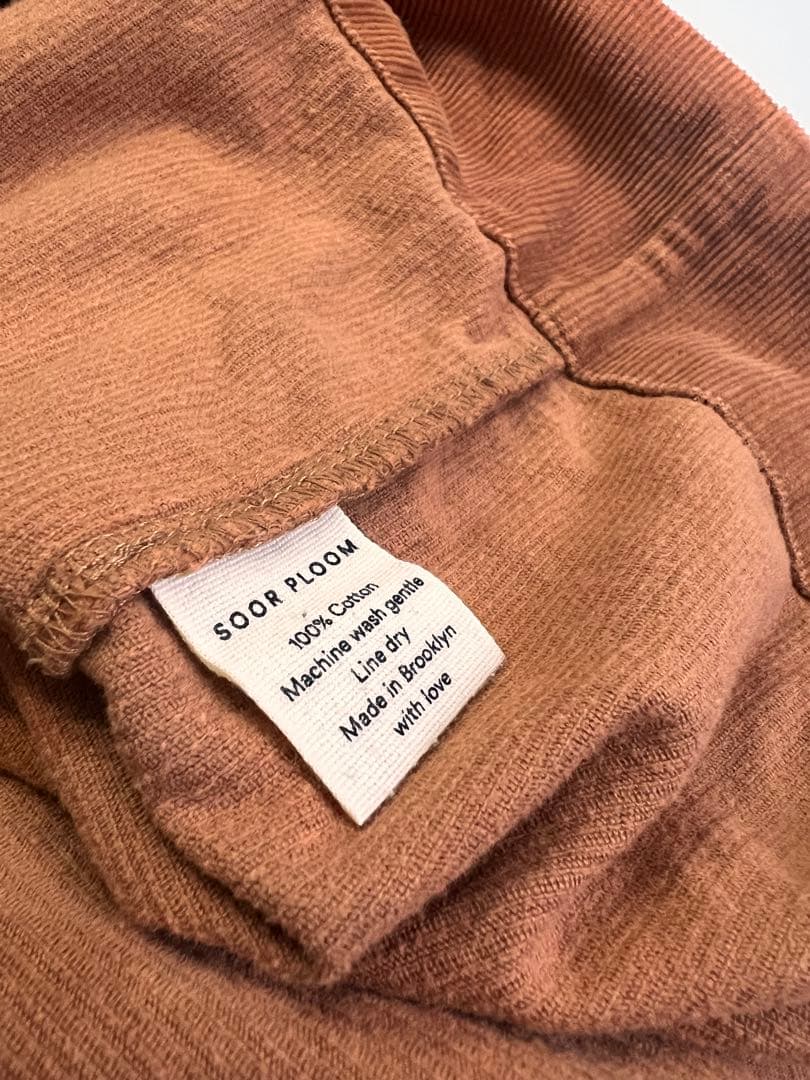 SOOR PLOOM
100% Cotton
Machine wash gentle
Line dry
Made in Brooklyn
with love